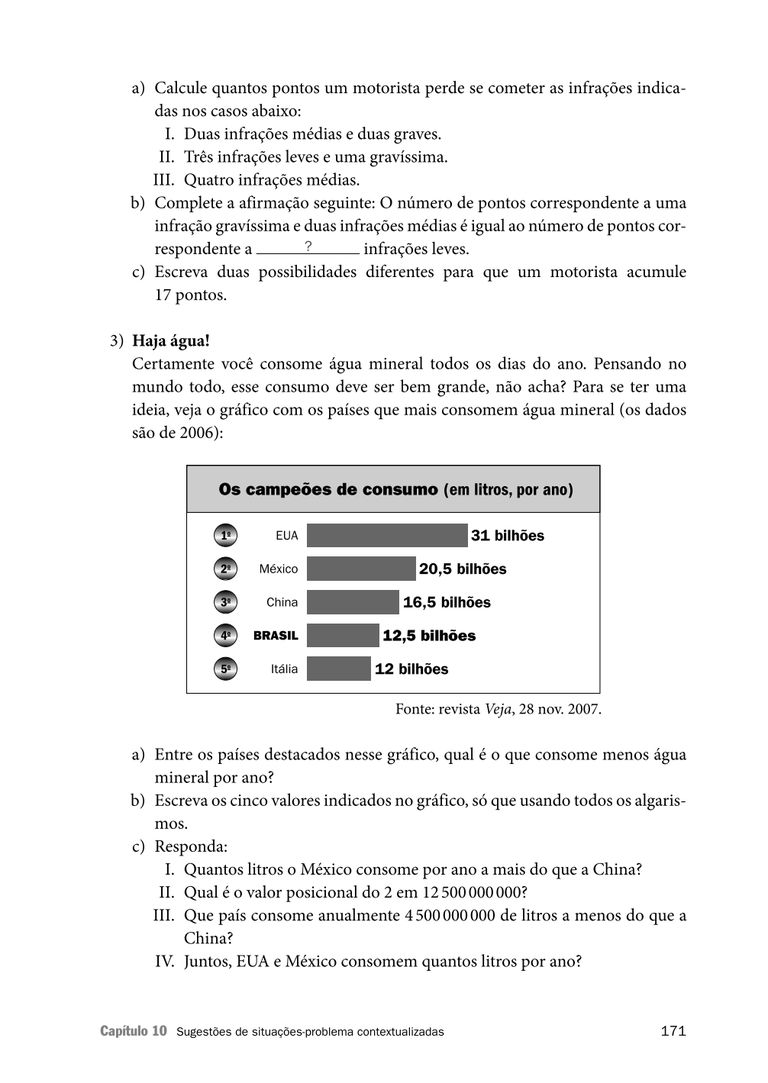 a) Calcule quantos pontos um motorista perde se cometer as infrações indica-
das nos casos abaixo:
I. Duas infrações médias e duas graves.
II. Três infrações leves e uma gravíssima.
III. Quatro infrações médias.
b) Complete a afirmação seguinte: O número de pontos correspondente a uma
infração gravíssima e duas infrações médias é igual ao número de pontos cor-
respondente a ______?______ infrações leves.
c) Escreva duas possibilidades diferentes para que um motorista acumule
17 pontos.
3) Haja água!
Certamente você consome água mineral todos os dias do ano. Pensando no
mundo todo, esse consumo deve ser bem grande, não acha? Para se ter uma
ideia, veja o gráfico com os países que mais consomem água mineral (os dados
são de 2006):
Os campeões de consumo (em litros, por ano)
1º EUA 31 bilhões
2º México 20,5 bilhões
3º China 16,5 bilhões
4º BRASIL 12,5 bilhões
5º Itália 12 bilhões
Fonte: revista Veja, 28 nov. 2007.
a) Entre os países destacados nesse gráfico, qual é o que consome menos água
mineral por ano?
b) Escreva os cinco valores indicados no gráfico, só que usando todos os algaris-
mos.
c) Responda:
I. Quantos litros o México consome por ano a mais do que a China?
II. Qual é o valor posicional do 2 em 12 500 000 000?
III. Que país consome anualmente 4 500 000 000 de litros a menos do que a
China?
IV. Juntos, EUA e México consomem quantos litros por ano?
Capítulo 10 Sugestões de situações-problema contextualizadas 171